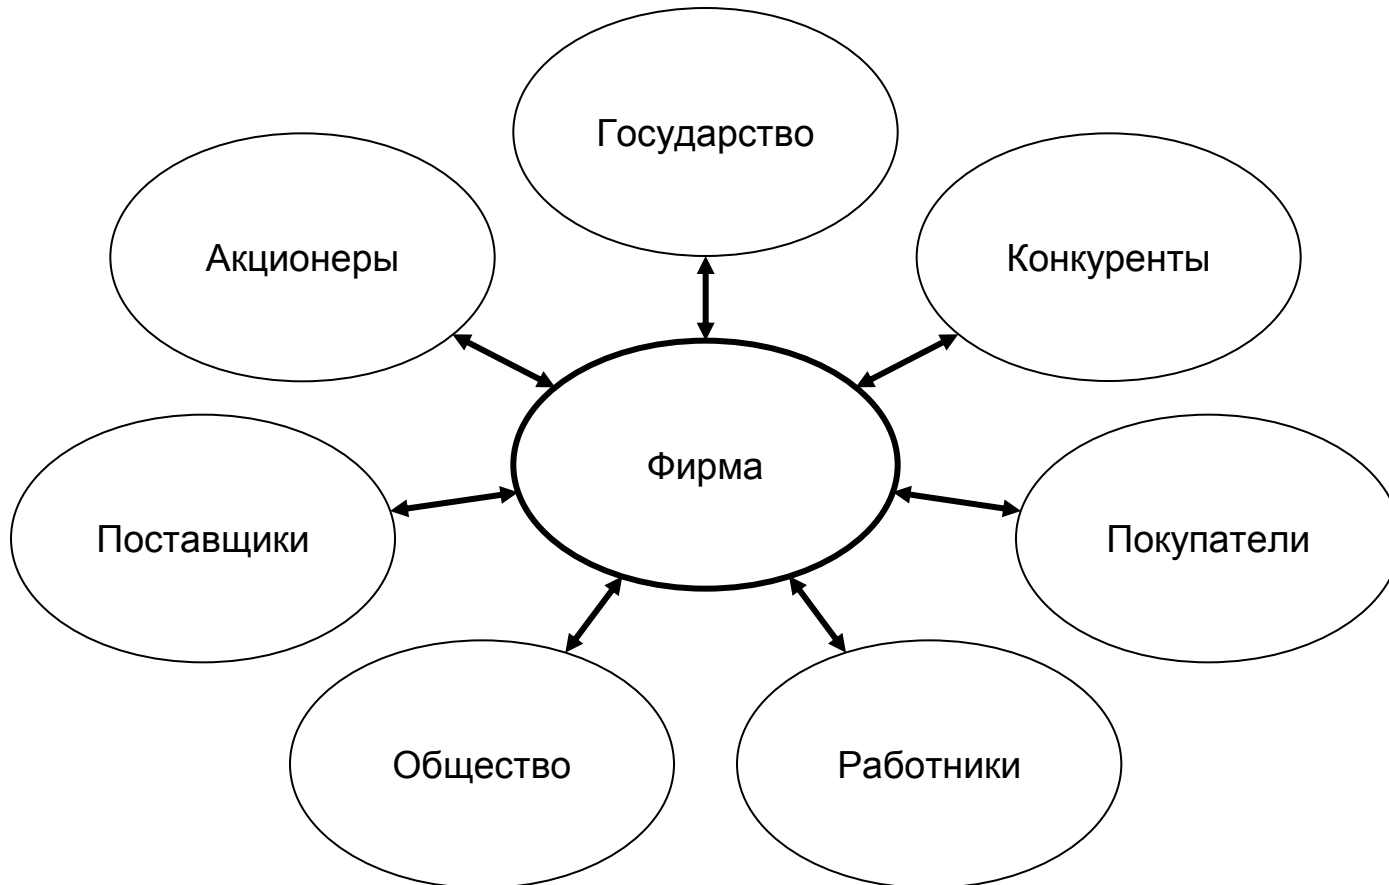 Государство
Акционеры
Конкуренты
Фирма
Поставщики
Покупатели
Общество
Работники